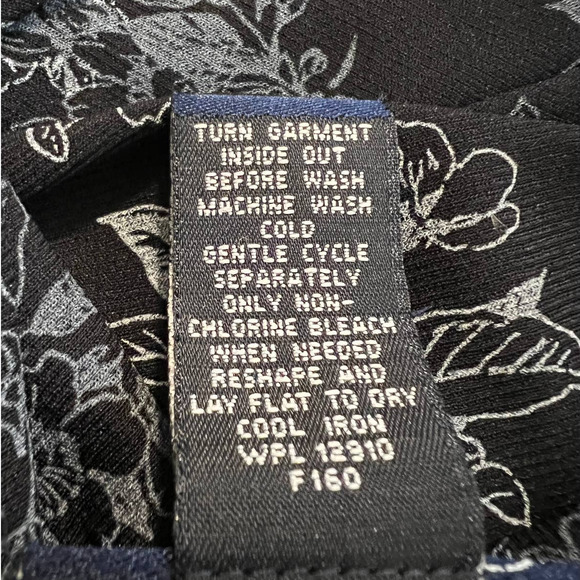 TURN GARMENT
INSIDE OUT
BEFORE WASH
MACHINE WASH
COLD
GENTLE CYCLE
SEPARATELY
ONLY NON-
CHLORINE BLEACH
WHEN NEEDED
RESHAPE AND
LAY FLAT TO DRY
COOL IRON
WPL 12910
F160